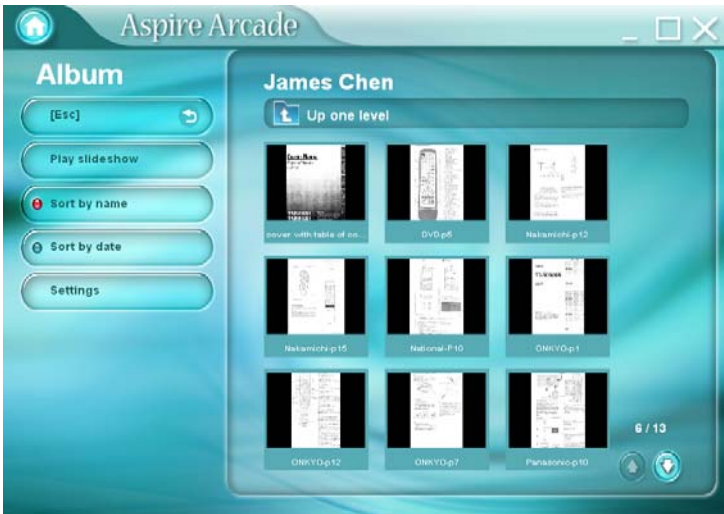 Aspire Arcade
Album
[Esc]
Play slideshow
Sort by name
Sort by date
Settings
James Chen
Up one level
cover with table of co...
DVD-p5
Nakamichi-p12
Nakamichi-p15
National-P10
ONKYO-p1
ONKYO-p12
ONKYO-p7
Panasonic-p10
6 / 13